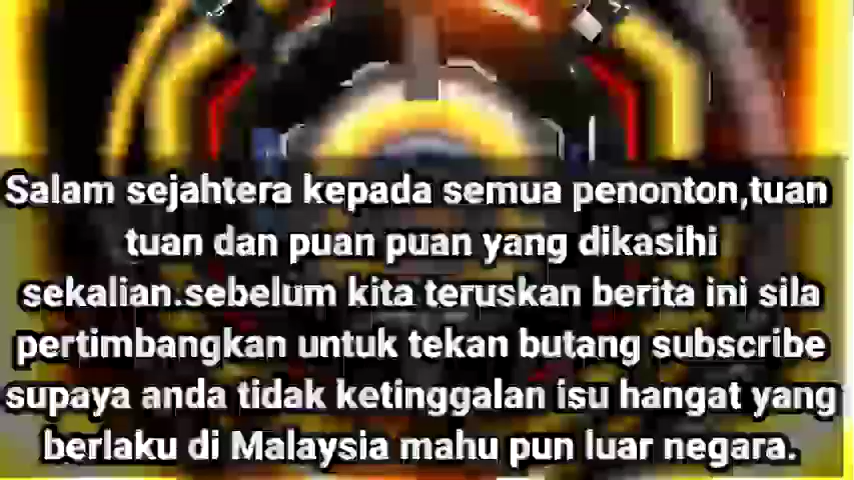 Salam sejahtera kepada semua penonton,tuan
tuan dan puan puan yang dikasihi
sekalian.sebelum kita teruskan berita ini sila
pertimbangkan untuk tekan butang subscribe
supaya anda tidak ketinggalan isu hangat yang
berlaku di Malaysia mahu pun luar negara.